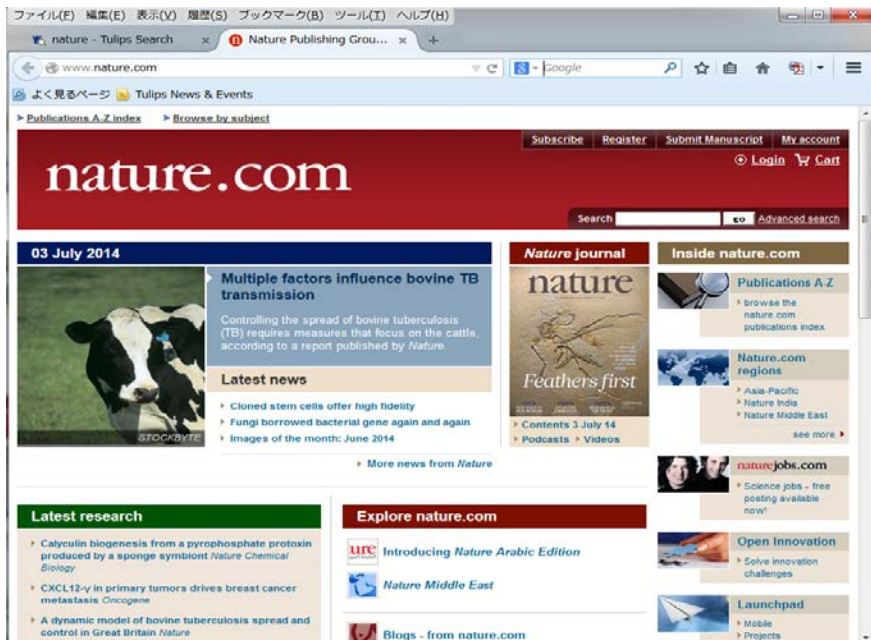 ファイル(F) 編集(E) 表示(V) 履歴(S) ブックマーク(B) ツール(T) ヘルプ(H)
nature - Tulips Search × Nature Publishing Grou... × +
www.nature.com Google
よく見るページ Tulips News & Events
Publications A-Z index Browse by subject
Subscribe Register Submit Manuscript My account
nature.com
Login Cart
Search go Advanced search
03 July 2014
Multiple factors influence bovine TB
transmission
Controlling the spread of bovine tuberculosis
(TB) requires measures that focus on the cattle,
according to a report published by Nature.
STOCKBYTE
Latest news
Cloned stem cells offer high fidelity
Fungi borrowed bacterial gene again and again
Images of the month: June 2014
More news from Nature
Nature journal
nature
Feathers first
Contents 3 July 14
Podcasts Videos
Inside nature.com
Publications A-Z
browse the
nature.com
publications index
Nature.com
regions
Asia-Pacific
Nature India
Nature Middle East
see more
naturejobs.com
Science jobs - free
posting available
now!
Open Innovation
Solve innovation
challenges
Launchpad
Mobile
Projects
Latest research
Calyculin biogenesis from a pyrophosphate protoxin
produced by a sponge symbiont Nature Chemical
Biology
CXCL12-γ in primary tumors drives breast cancer
metastasis Oncogene
A dynamic model of bovine tuberculosis spread and
control in Great Britain Nature
Explore nature.com
ure Introducing Nature Arabic Edition
Nature Middle East
Blogs - from nature.com